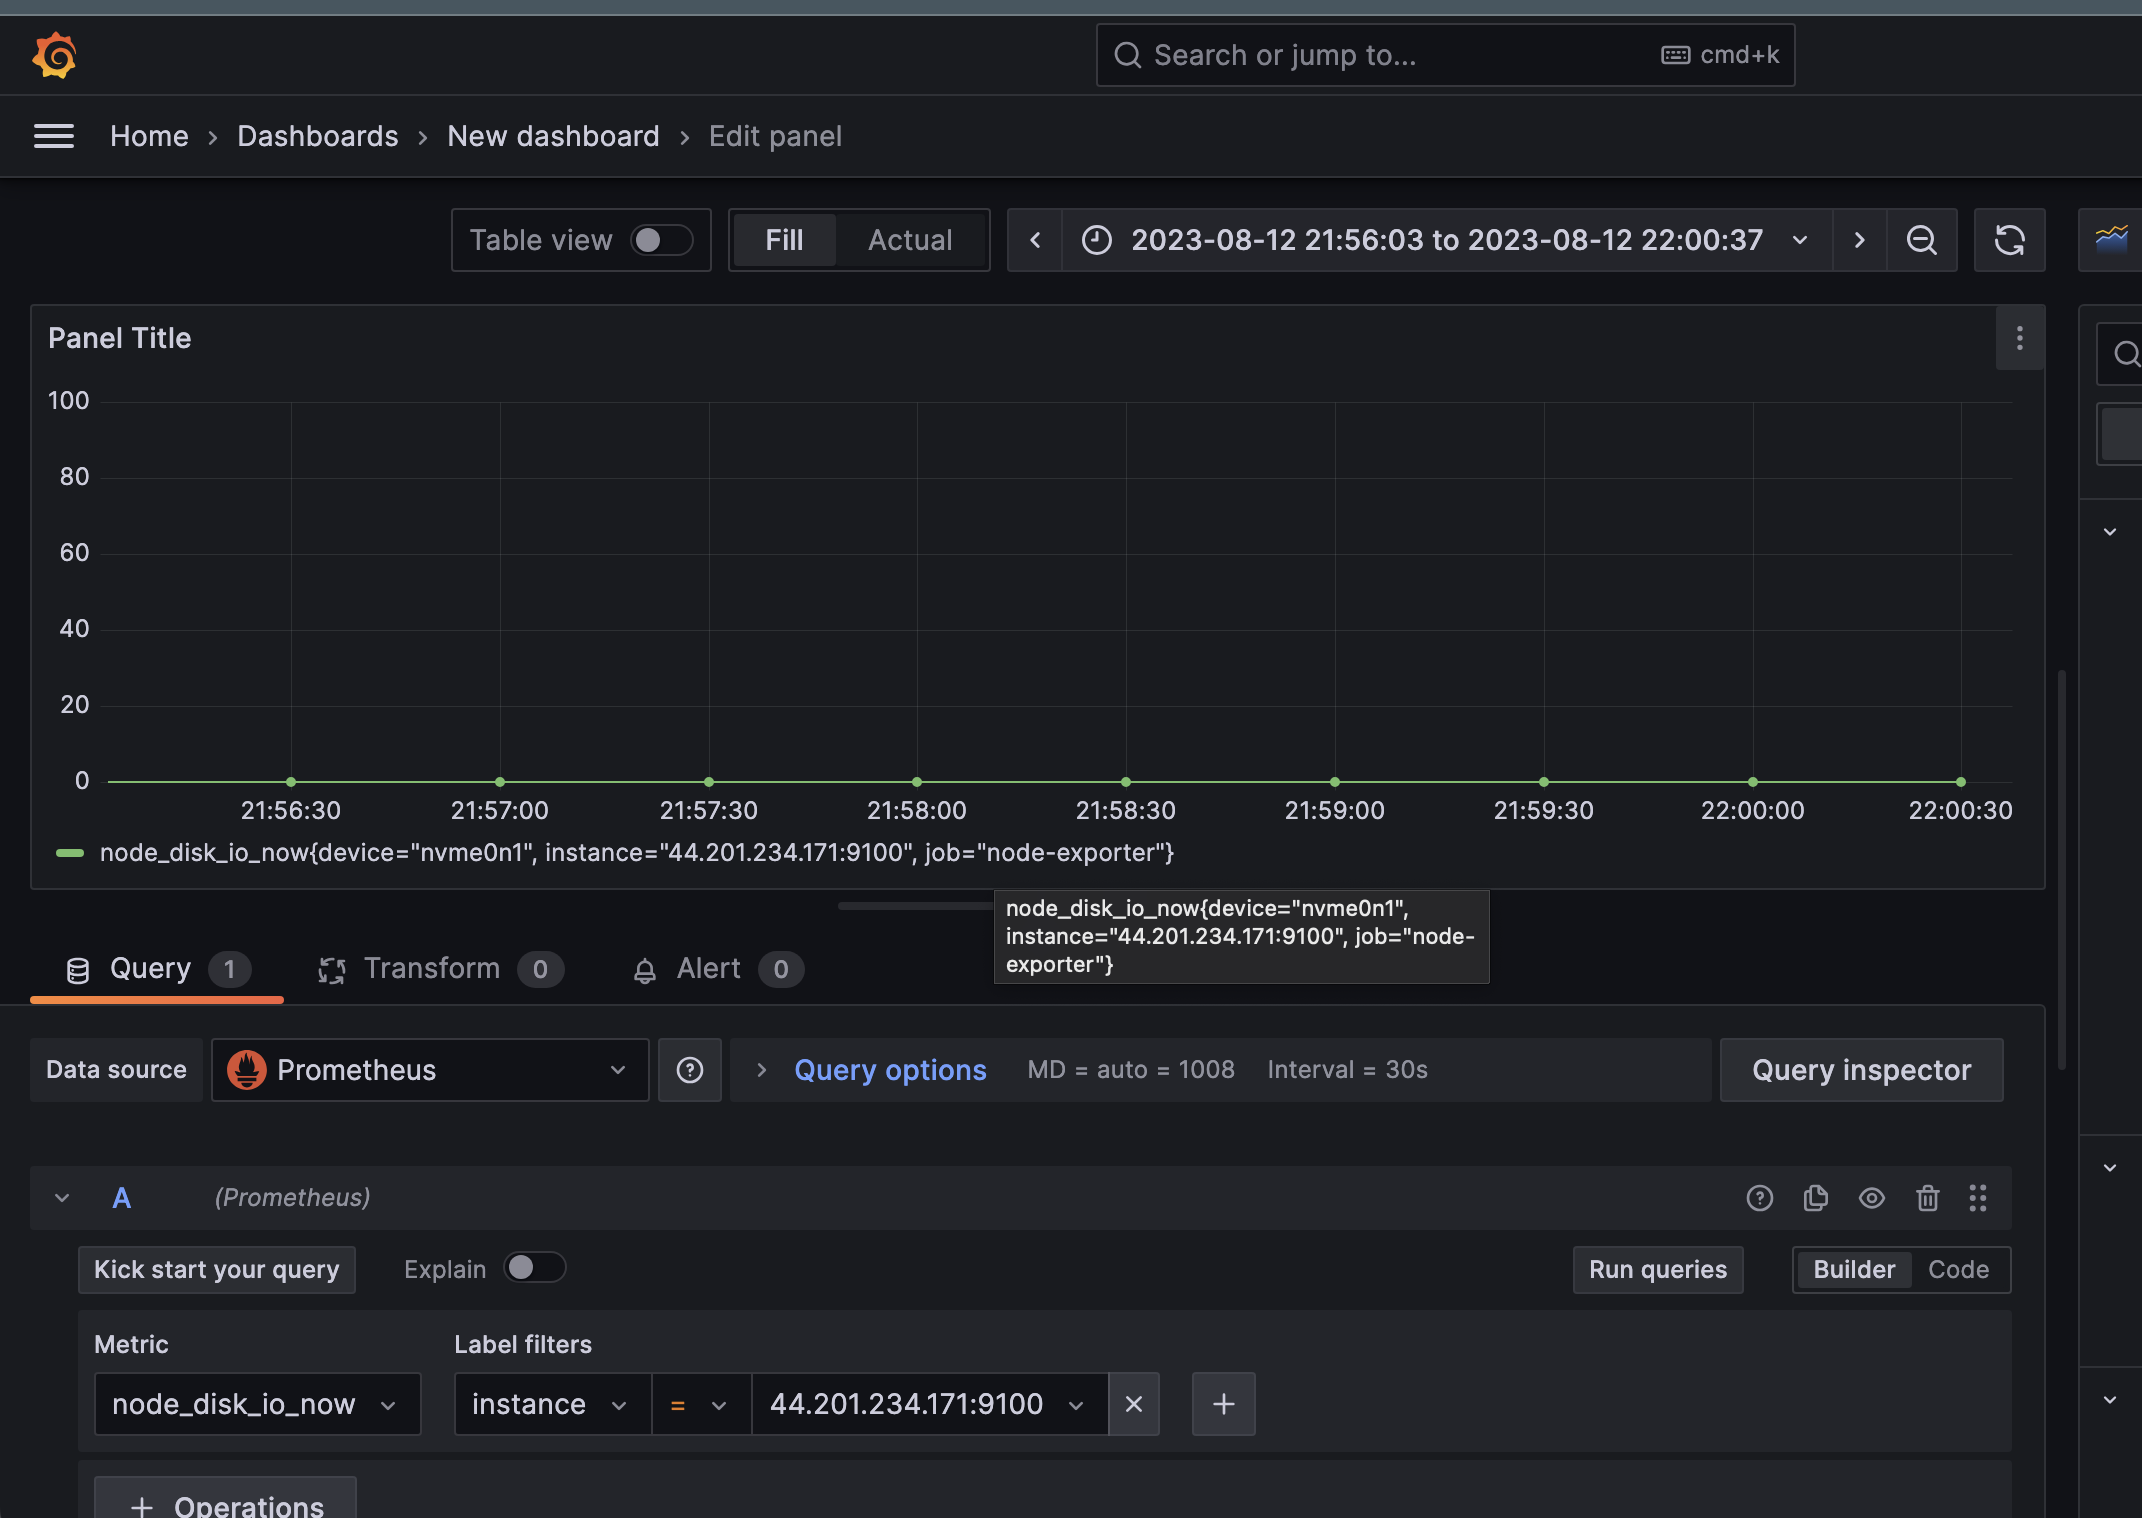 Search or jump to...
cmd+k
Home › Dashboards › New dashboard › Edit panel
Table view
Fill
Actual
2023-08-12 21:56:03 to 2023-08-12 22:00:37
Panel Title
100
80
60
40
20
0
21:56:30 21:57:00 21:57:30 21:58:00 21:58:30 21:59:00 21:59:30 22:00:00 22:00:30
node_disk_io_now{device="nvme0n1", instance="44.201.234.171:9100", job="node-exporter"}
node_disk_io_now{device="nvme0n1",
instance="44.201.234.171:9100", job="node-
exporter"}
Query 1
Transform 0
Alert 0
Data source
Prometheus
Query options
MD = auto = 1008
Interval = 30s
Query inspector
A
(Prometheus)
Kick start your query
Explain
Run queries
Builder
Code
Metric
Label filters
node_disk_io_now
instance
=
44.201.234.171:9100
+ Operations